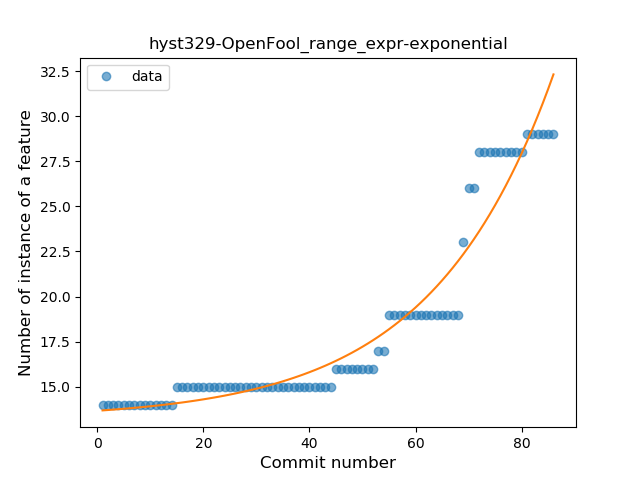 hyst329-OpenFool_range_expr-exponential
data
Number of instance of a feature
32.5
30.0
27.5
25.0
22.5
20.0
17.5
15.0
0 20 40 60 80
Commit number